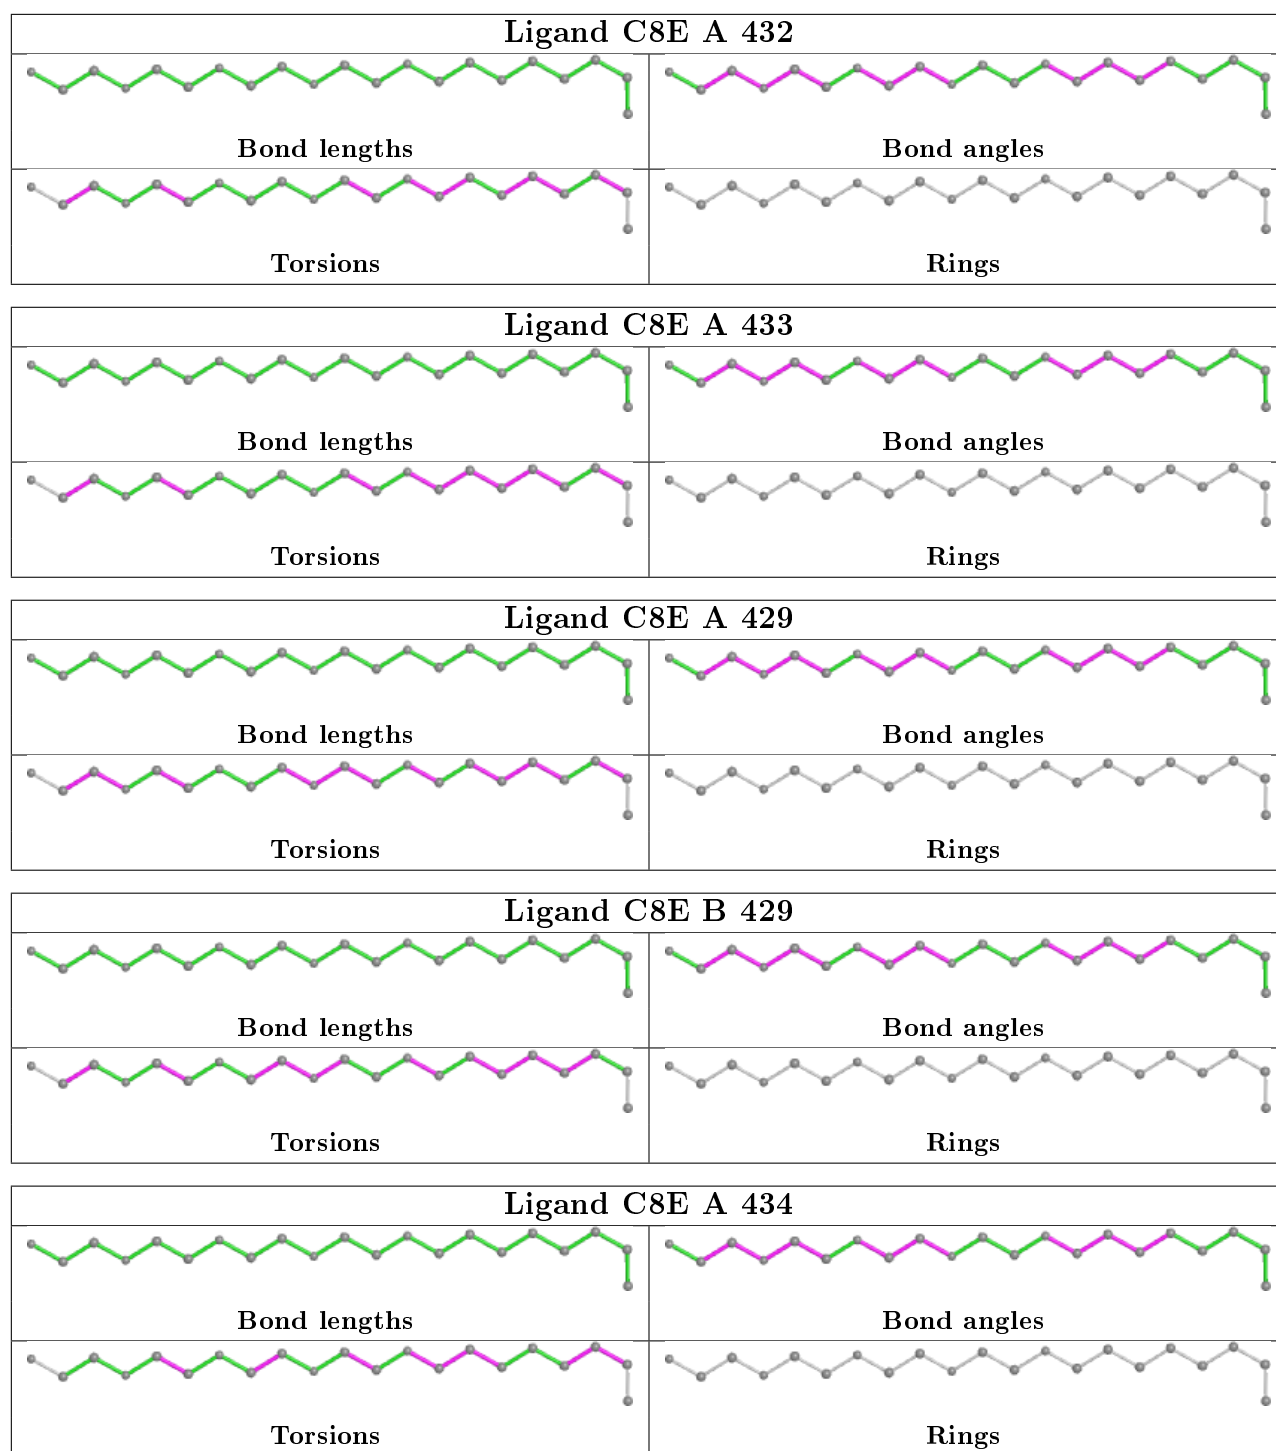 Ligand C8E A 432
Bond lengths
Bond angles
Torsions
Rings
Ligand C8E A 433
Bond lengths
Bond angles
Torsions
Rings
Ligand C8E A 429
Bond lengths
Bond angles
Torsions
Rings
Ligand C8E B 429
Bond lengths
Bond angles
Torsions
Rings
Ligand C8E A 434
Bond lengths
Bond angles
Torsions
Rings